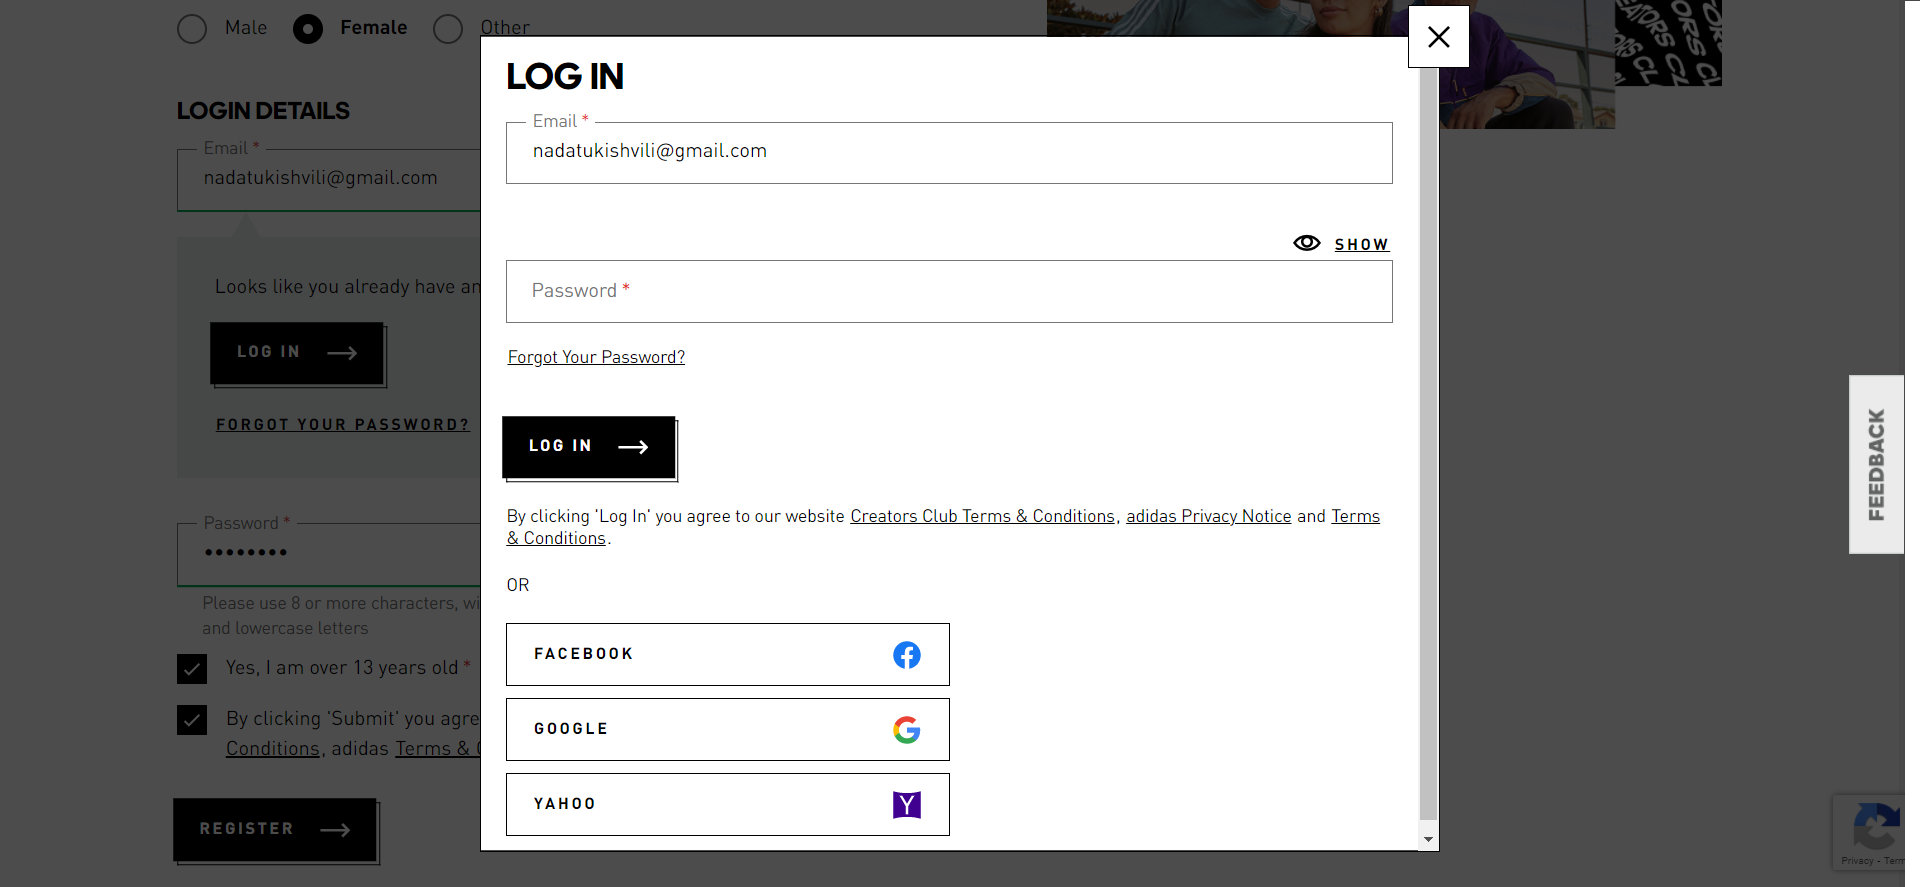 Male
Female
Other
LOGIN DETAILS
Email *
nadatukishvili@gmail.com
Looks like you already have an
LOG IN
FORGOT YOUR PASSWORD?
Password *
••••••••
Please use 8 or more characters, wi
and lowercase letters
Yes, I am over 13 years old *
By clicking 'Submit' you agre
Conditions, adidas Terms & C
REGISTER
LOG IN
Email *
nadatukishvili@gmail.com
SHOW
Password *
Forgot Your Password?
LOG IN
By clicking 'Log In' you agree to our website Creators Club Terms & Conditions, adidas Privacy Notice and Terms
& Conditions.
OR
FACEBOOK
GOOGLE
YAHOO
FEEDBACK
Privacy - Term